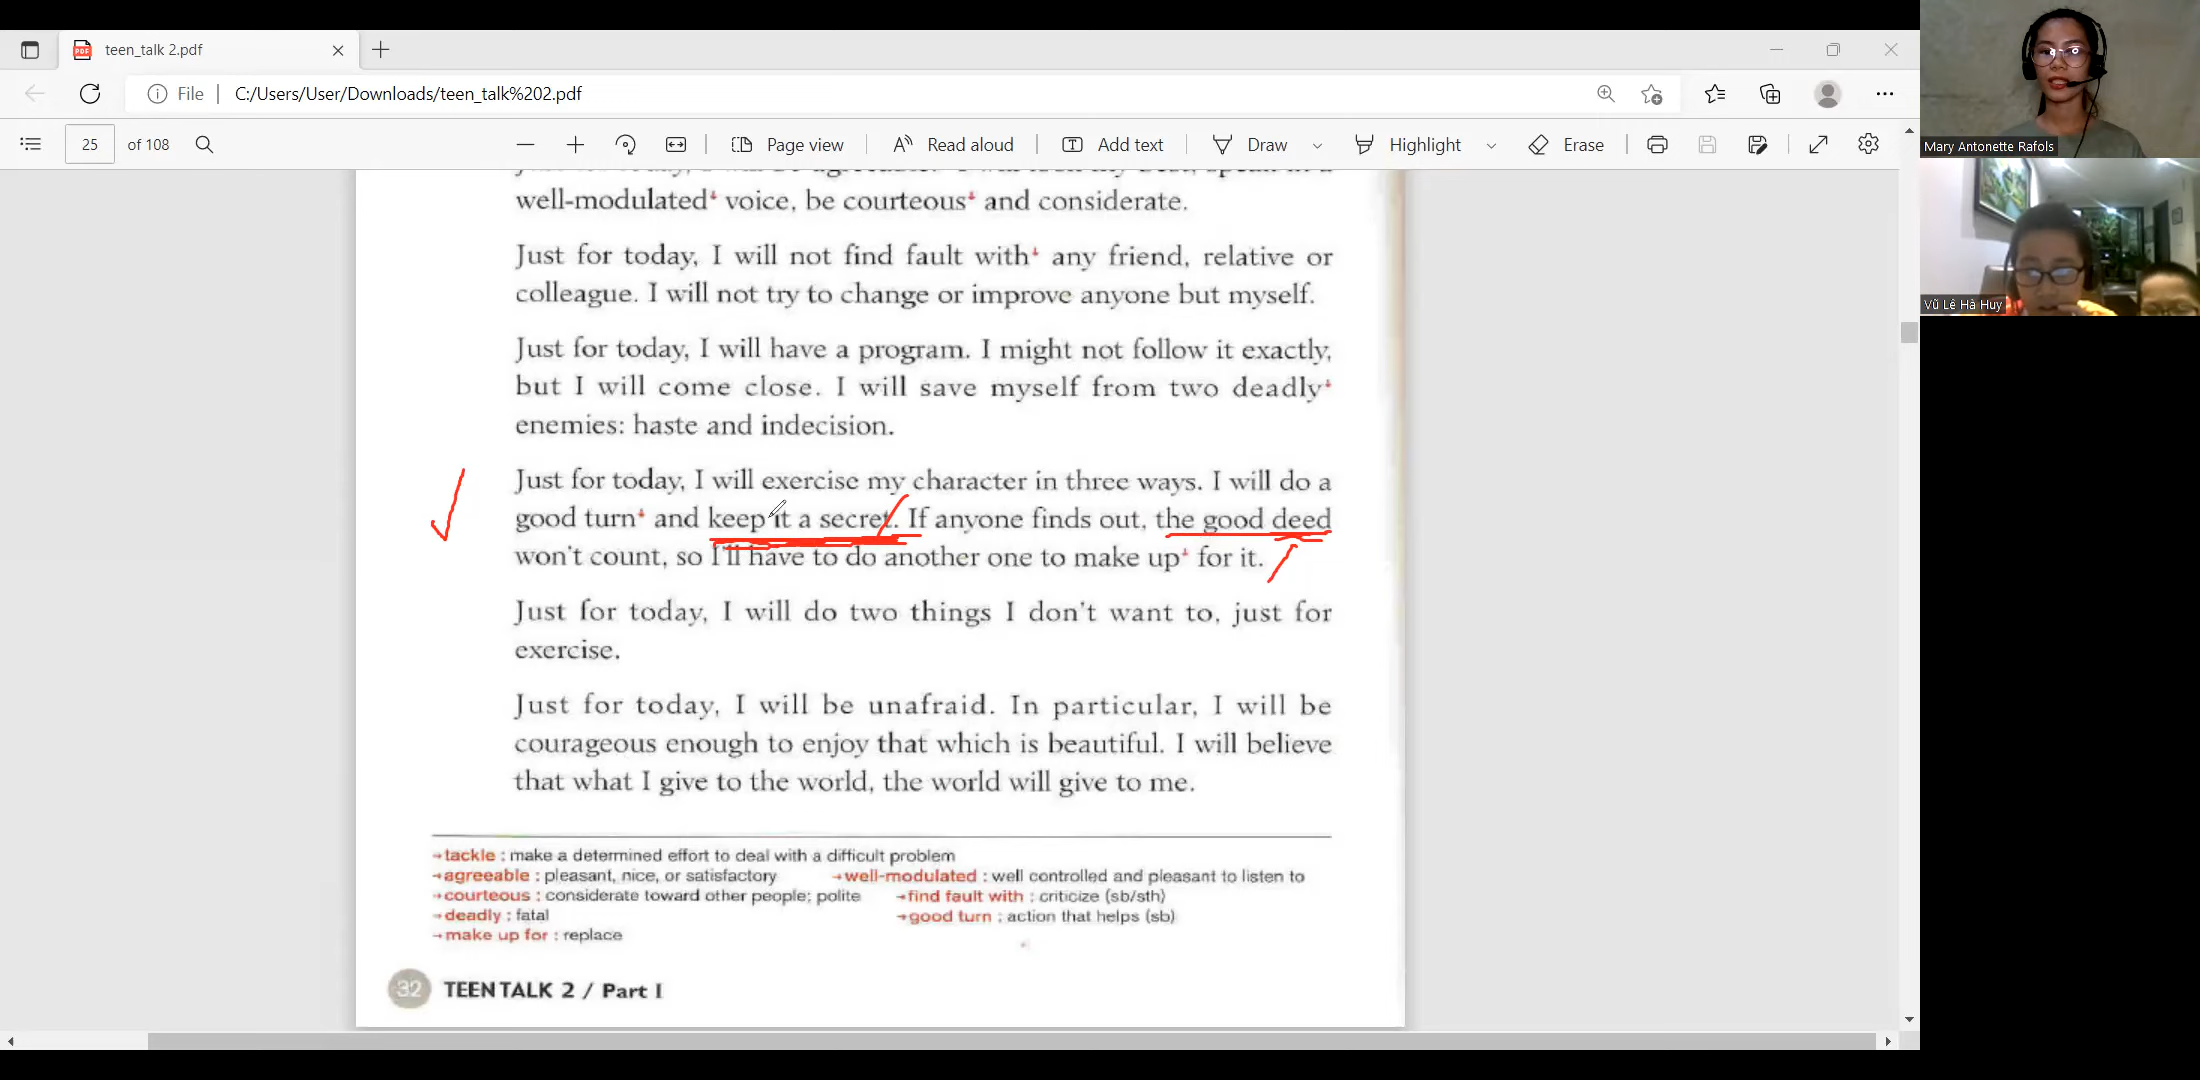 teen_talk 2.pdf
File
C:/Users/User/Downloads/teen_talk%202.pdf
25 of 108
Page view
Read aloud
Add text
Draw
Highlight
Erase
well-modulated voice, be courteous and considerate.
Just for today, I will not find fault with any friend, relative or
colleague. I will not try to change or improve anyone but myself.
Just for today, I will have a program. I might not follow it exactly,
but I will come close. I will save myself from two deadly
enemies: haste and indecision.
Just for today, I will exercise my character in three ways. I will do a
good turn and keep it a secret. If anyone finds out, the good deed
won't count, so I'll have to do another one to make up for it.
Just for today, I will do two things I don't want to, just for
exercise.
Just for today, I will be unafraid. In particular, I will be
courageous enough to enjoy that which is beautiful. I will believe
that what I give to the world, the world will give to me.
→tackle : make a determined effort to deal with a difficult problem
→agreeable : pleasant, nice, or satisfactory →well-modulated : well controlled and pleasant to listen to
→courteous : considerate toward other people; polite →find fault with : criticize (sb/sth)
→deadly : fatal →good turn : action that helps (sb)
→make up for : replace
32 TEEN TALK 2 / Part I
Mary Antonette Rafols
Vũ Lê Hà Huy